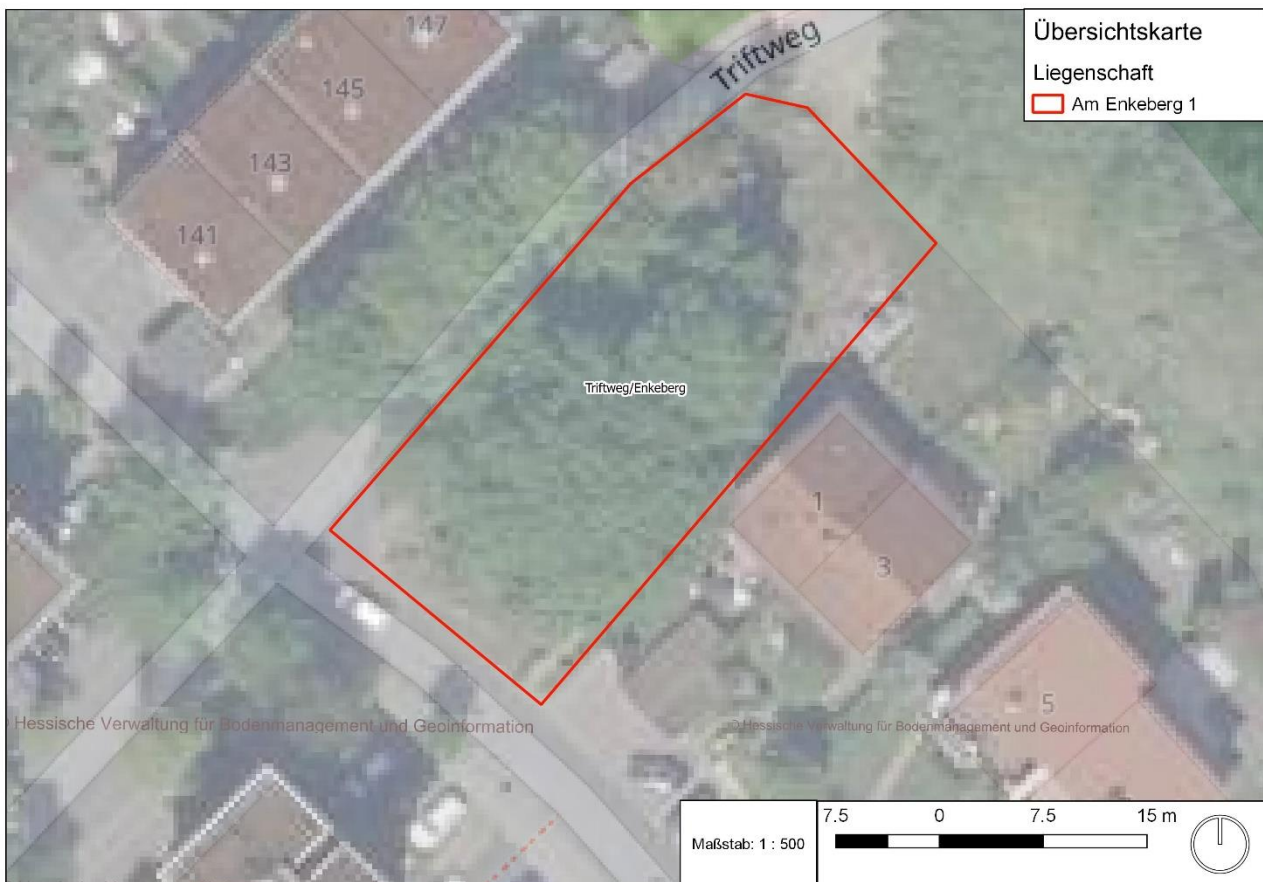 147
Triftweg
Übersichtskarte
Liegenschaft
Am Enkeberg 1
145
143
141
Triftweg/Enkeberg
1
3
5
© Hessische Verwaltung für Bodenmanagement und Geoinformation
© Hessische Verwaltung für Bodenmanagement und Geoinformation
Maßstab: 1 : 500
7.5 0 7.5 15 m